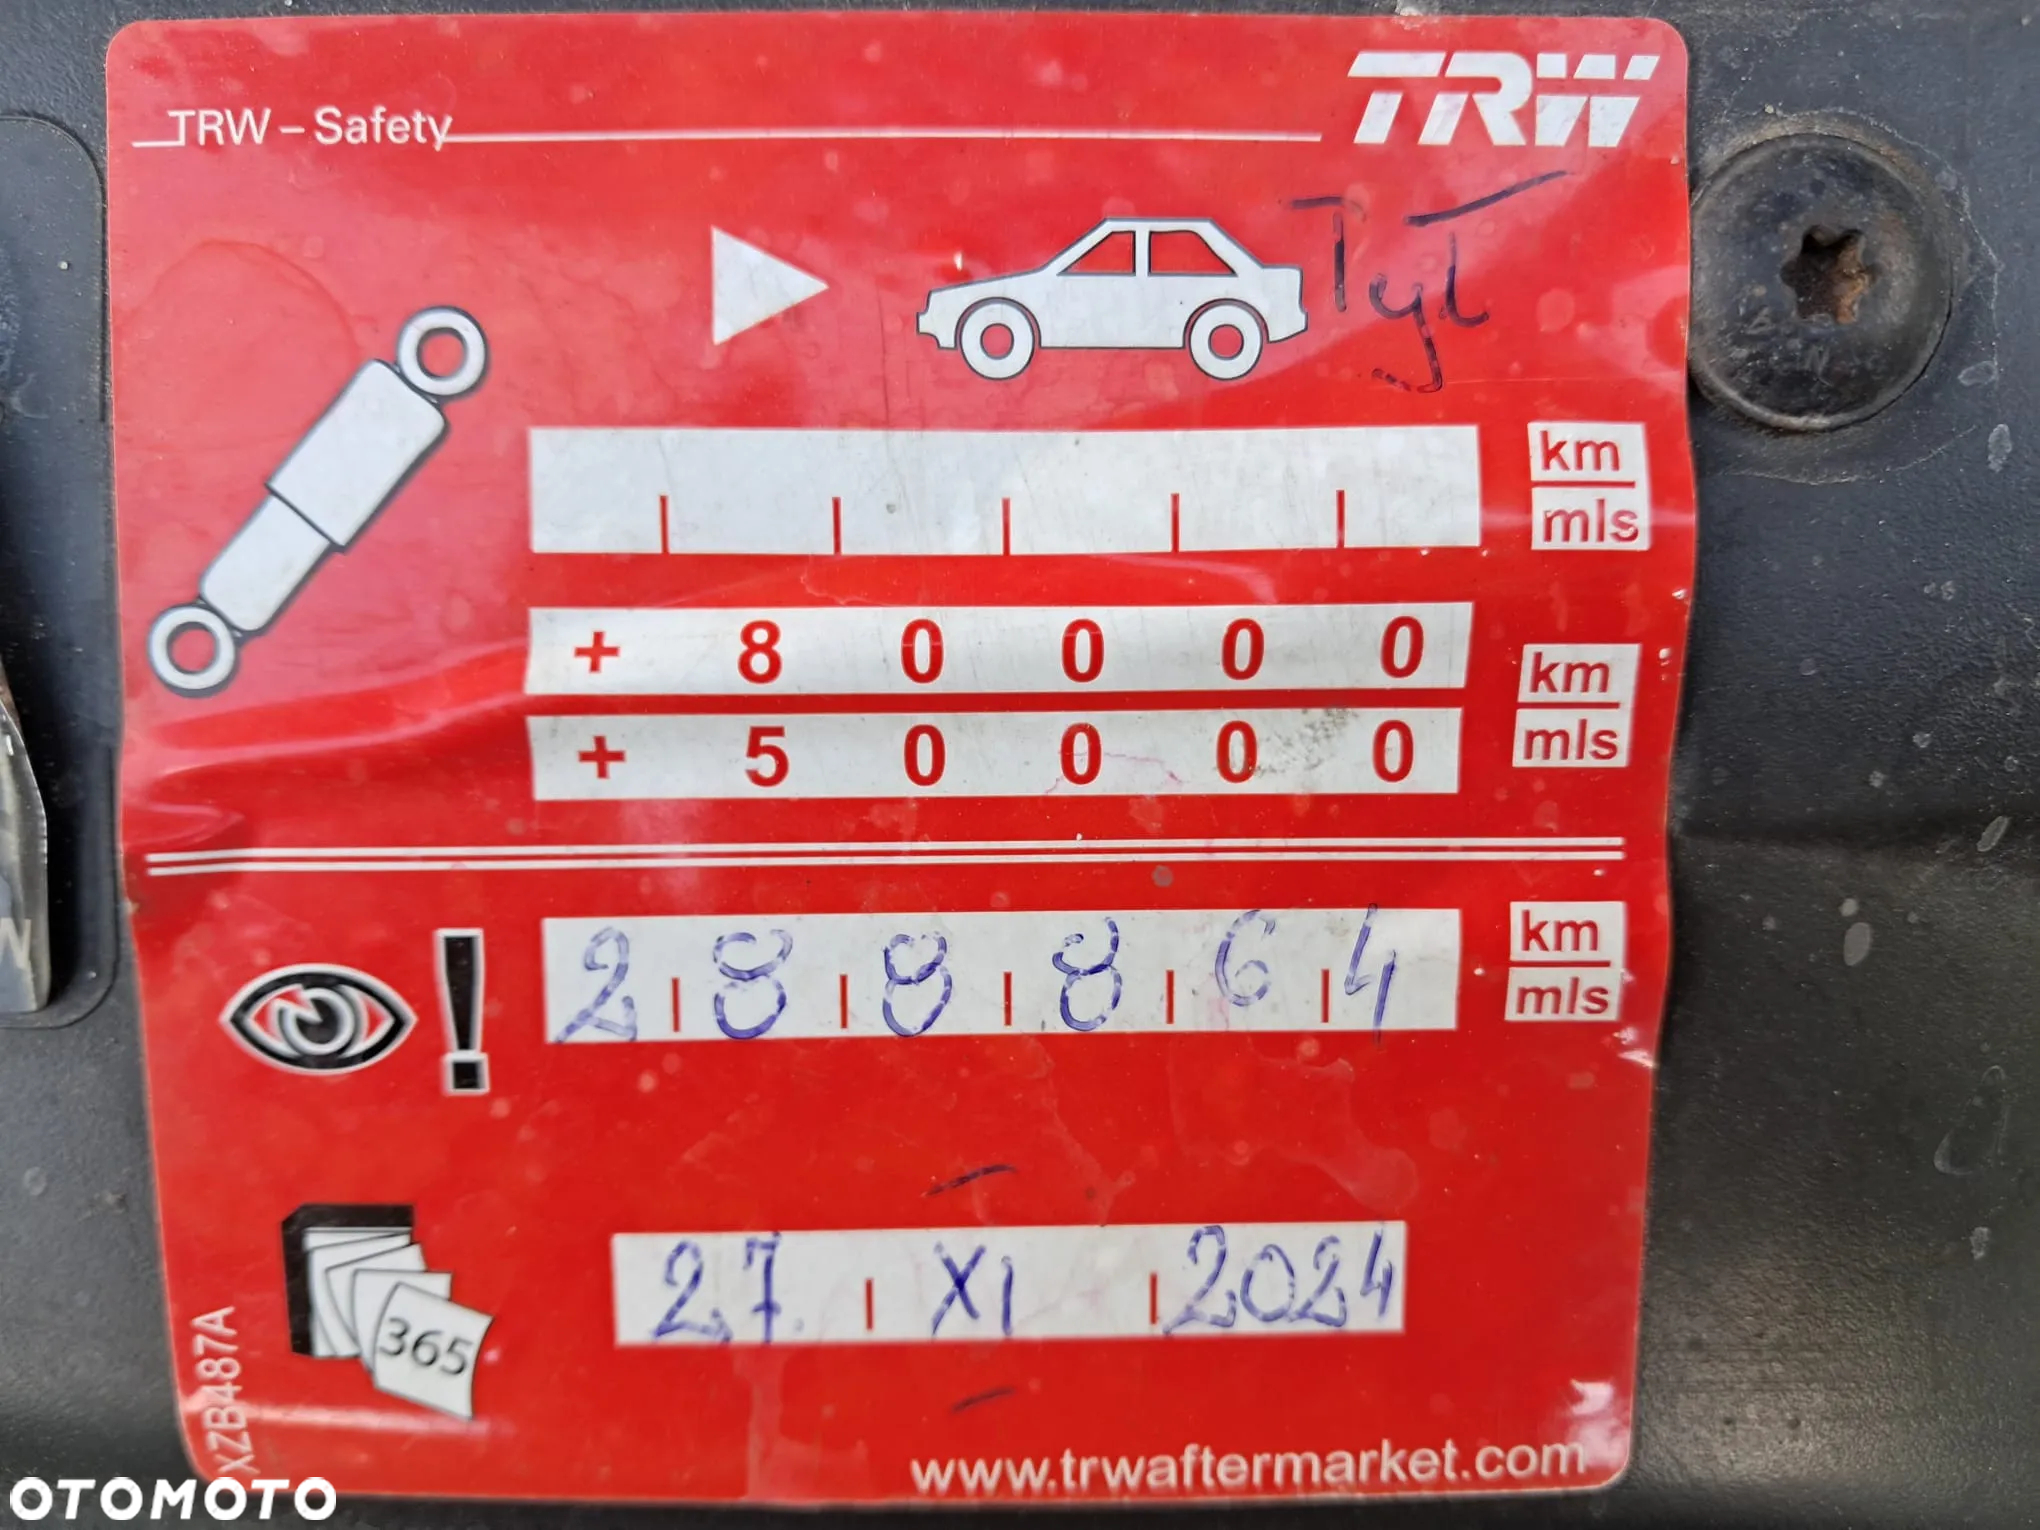 TRW – Safety TRW
Tył
km
mls
+ 8 0 0 0 0 km
+ 5 0 0 0 0 mls
2 8 8 8 6 4 km
mls
365
27. XI 2024
XZB487A
www.trwaftermarket.com
OTOMOTO